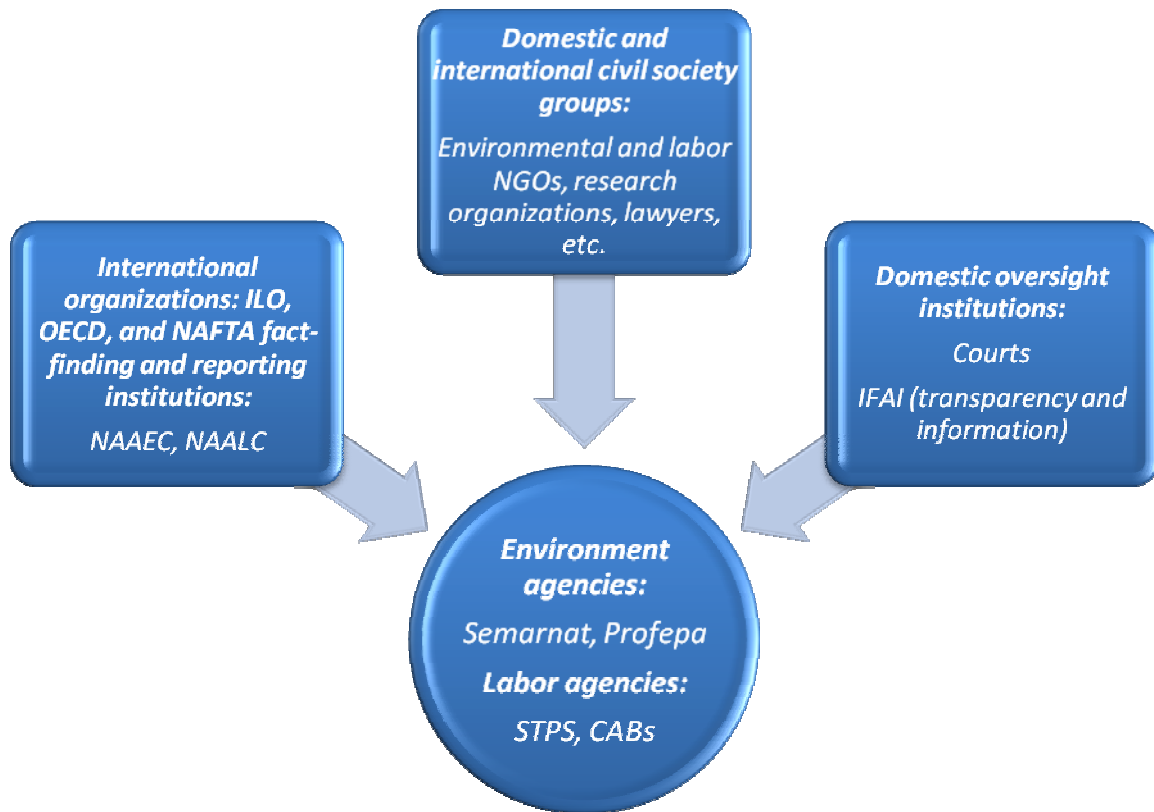 Domestic and
international civil society
groups:
Environmental and labor
NGOs, research
organizations, lawyers,
etc.
International
organizations: ILO,
OECD, and NAFTA fact-
finding and reporting
institutions:
NAAEC, NAALC
Domestic oversight
institutions:
Courts
IFAI (transparency and
information)
Environment
agencies:
Semarnat, Profepa
Labor agencies:
STPS, CABs